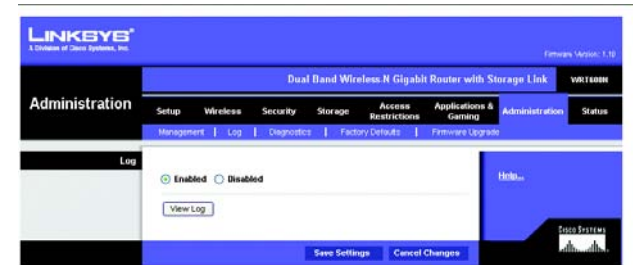 LINKSYS®
A Division of Cisco Systems, Inc.
Firmware Version: 1.10
Dual Band Wireless-N Gigabit Router with Storage Link WRT600N
Administration
Setup Wireless Security Storage Access Restrictions Applications & Gaming Administration Status
Management | Log | Diagnostics | Factory Defaults | Firmware Upgrade
Log
Enabled Disabled
Help...
View Log
Save Settings Cancel Changes
CISCO SYSTEMS